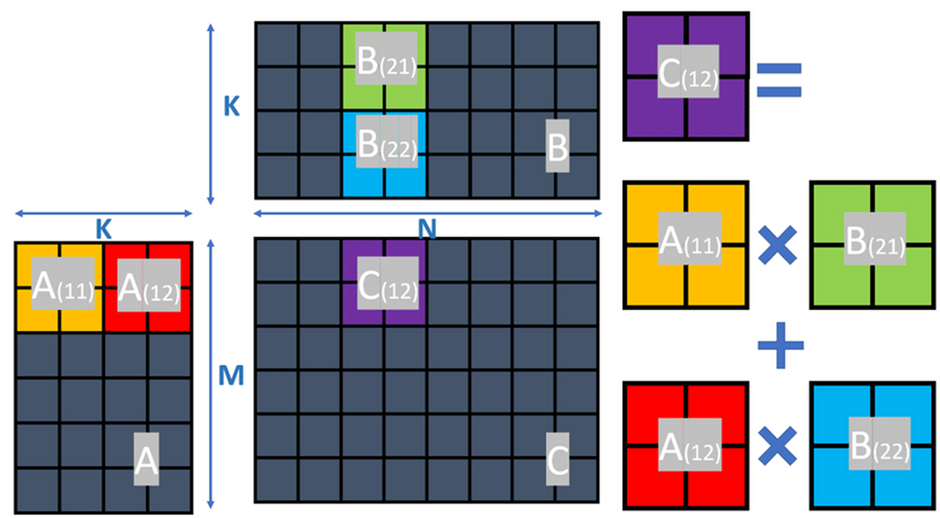 B(21)
C(12)
=
K
B(22)
B
K
N
A(11)
×
B(21)
A(11)
A(12)
C(12)
+
M
A
C
A(12)
×
B(22)